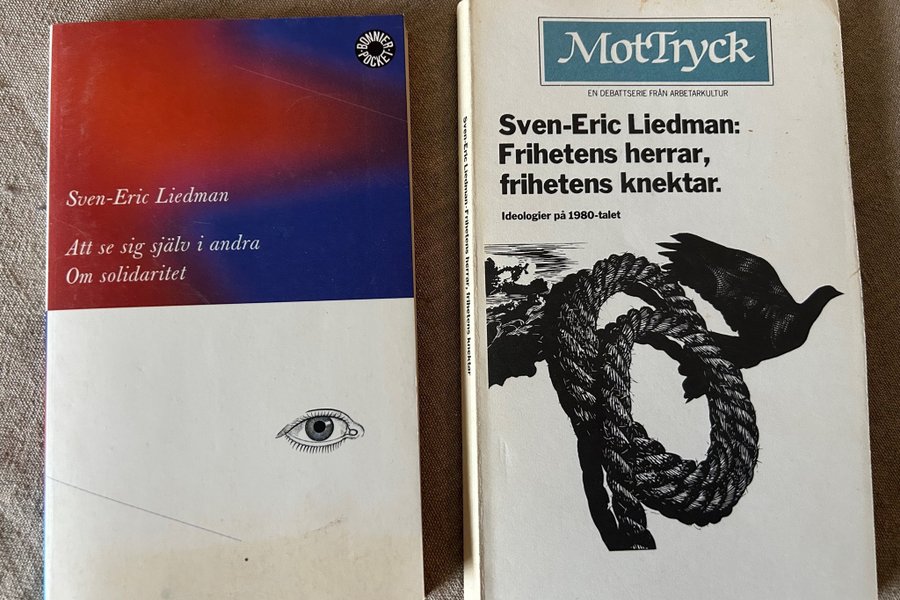 BONNIER
POCKET
Sven-Eric Liedman
Att se sig själv i andra
Om solidaritet
Sven-Eric Liedman · Frihetens herrar, frihetens knektar
MotTryck
EN DEBATTSERIE FRÅN ARBETARKULTUR
Sven-Eric Liedman:
Frihetens herrar,
frihetens knektar.
Ideologier på 1980-talet